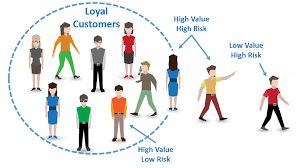 Loyal
Customers
High Value
High Risk
Low Value
High Risk
High Value
Low Risk